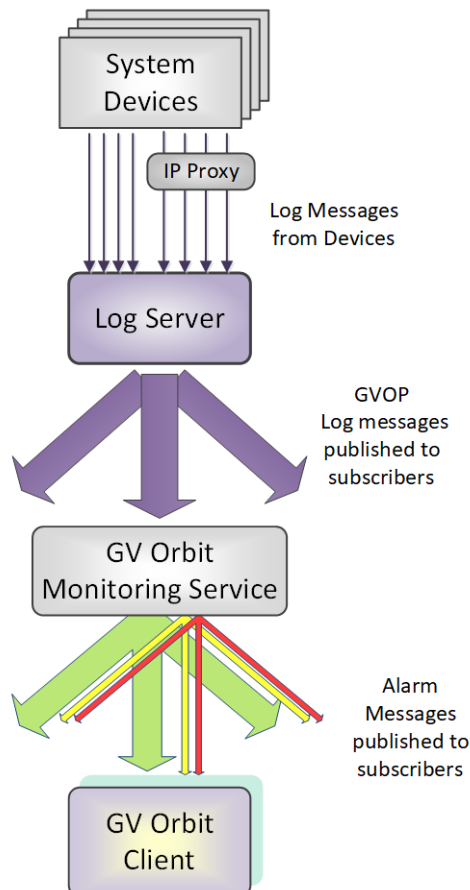 System
Devices
IP Proxy
Log Messages
from Devices
Log Server
GVOP
Log messages
published to
subscribers
GV Orbit
Monitoring Service
Alarm
Messages
published to
subscribers
GV Orbit
Client